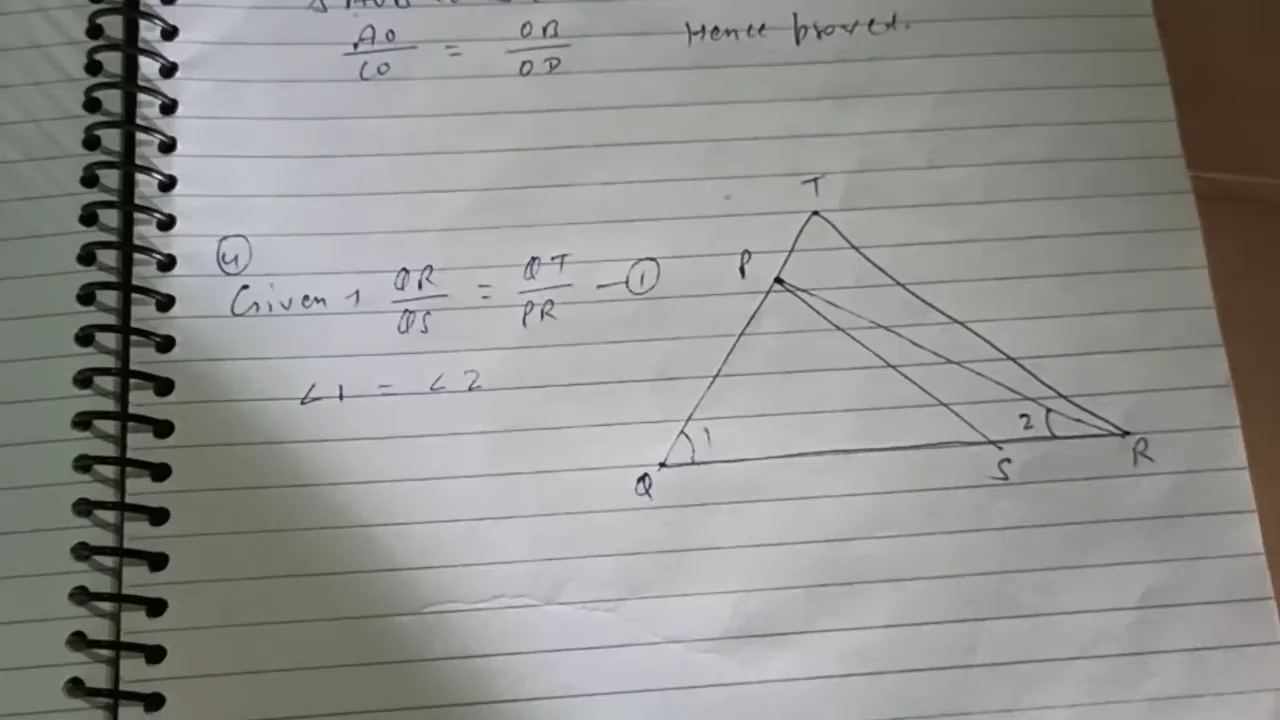 AO / CO = OB / OD Hence proved.
4
Given → QR / QS = QT / PR — 1
∠1 = ∠2
T
P
1
2
Q
S
R